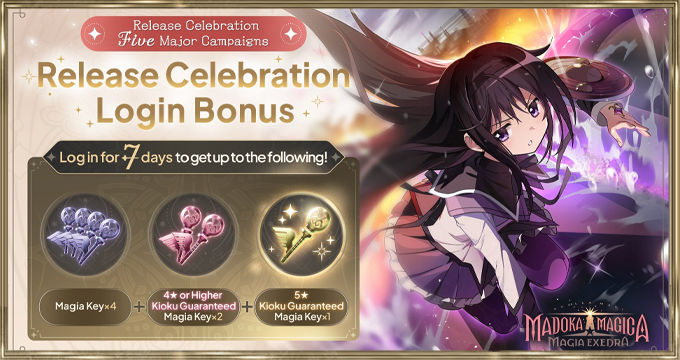 Release Celebration
Five Major Campaigns
Release Celebration
Login Bonus
Log in for 7 days to get up to the following!
Magia Key×4
+
4★ or Higher
Kioku Guaranteed
Magia Key×2
+
5★
Kioku Guaranteed
Magia Key×1
MADOKA MAGICA
MAGIA EXEDRA